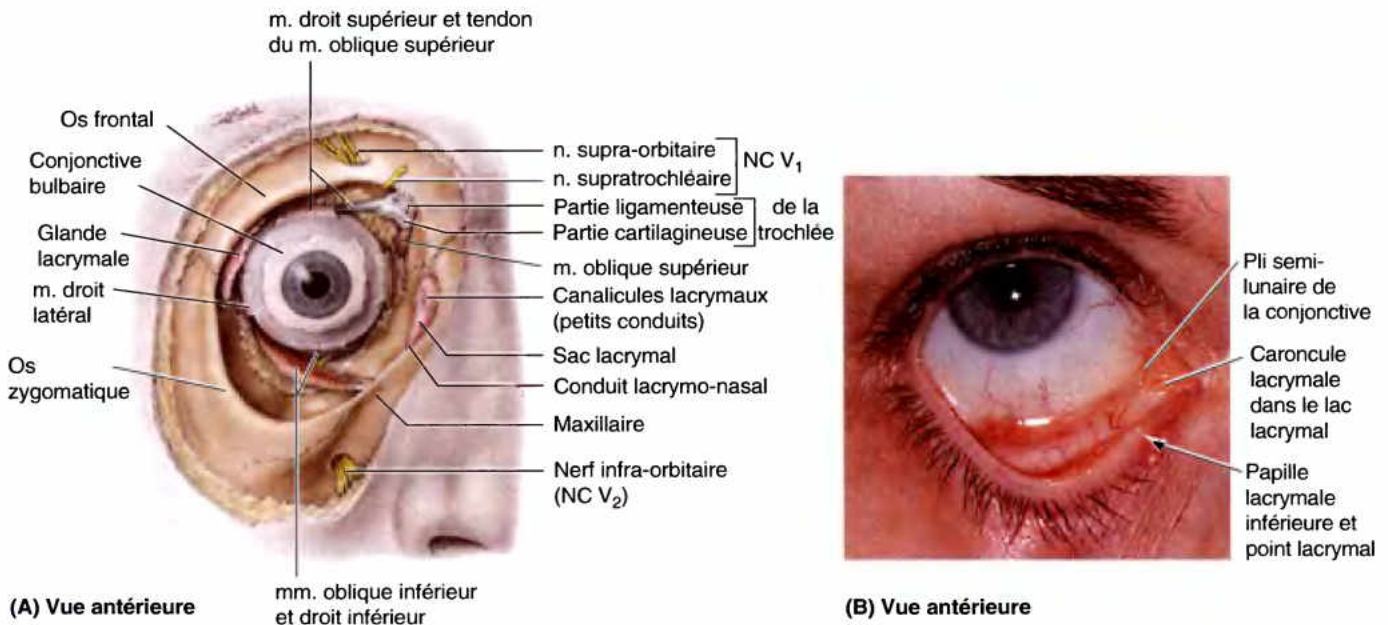 m. droit supérieur et tendon
du m. oblique supérieur
Os frontal
Conjonctive
bulbaire
Glande
lacrymale
m. droit
latéral
Os
zygomatique
n. supra-orbitaire
n. supratrochléaire
NC V₁
Partie ligamenteuse
Partie cartilagineuse
de la
trochlée
m. oblique supérieur
Canalicules lacrymaux
(petits conduits)
Sac lacrymal
Conduit lacrymo-nasal
Maxillaire
Nerf infra-orbitaire
(NC V₂)
mm. oblique inférieur
et droit inférieur
(A) Vue antérieure
Pli semi-
lunaire de
la conjonctive
Caroncule
lacrymale
dans le lac
lacrymal
Papille
lacrymale
inférieure et
point lacrymal
(B) Vue antérieure